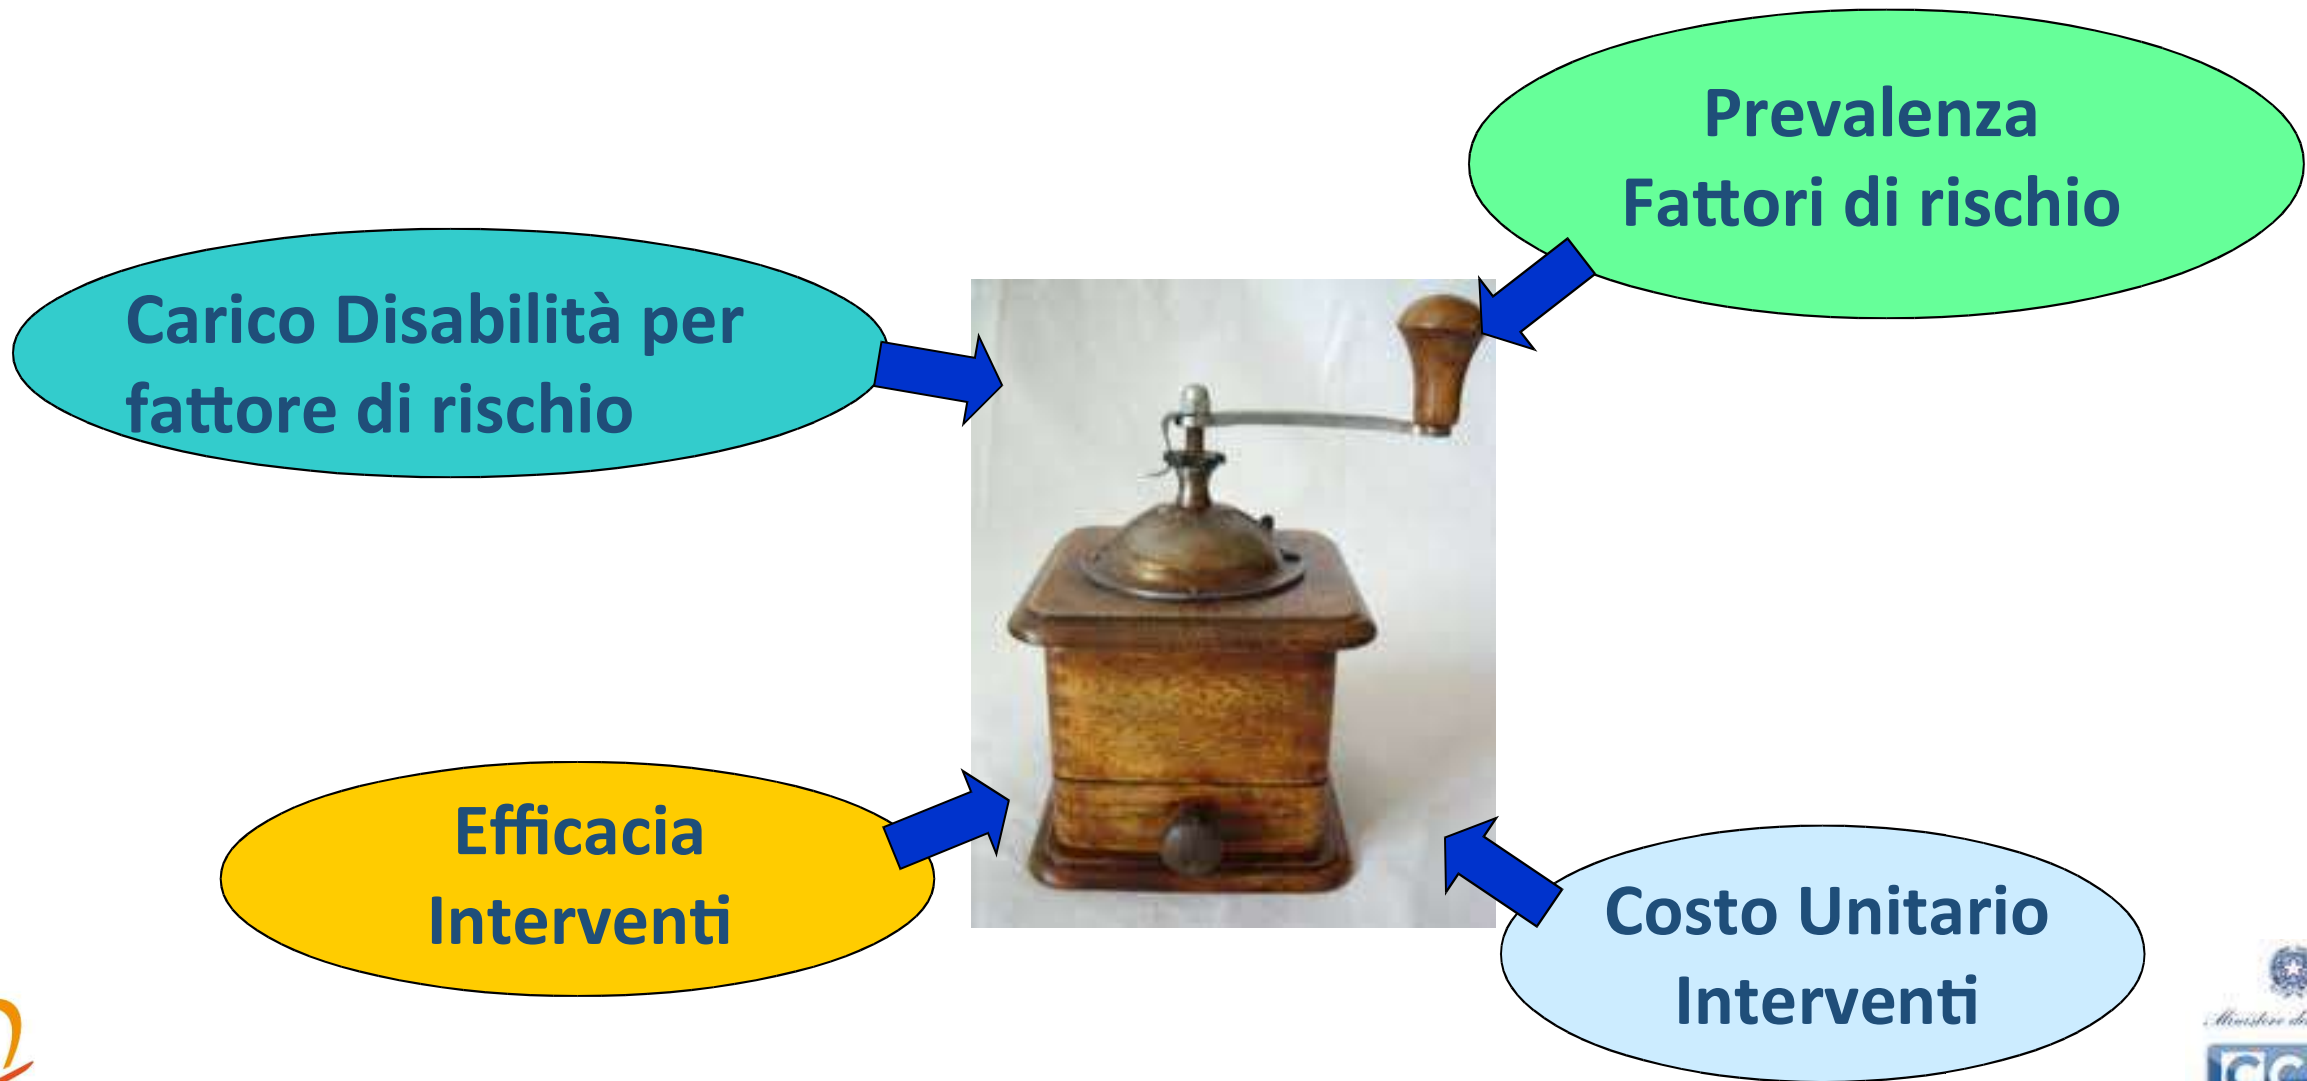 Prevalenza
Fattori di rischio
Carico Disabilità per
fattore di rischio
Efficacia
Interventi
Costo Unitario
Interventi